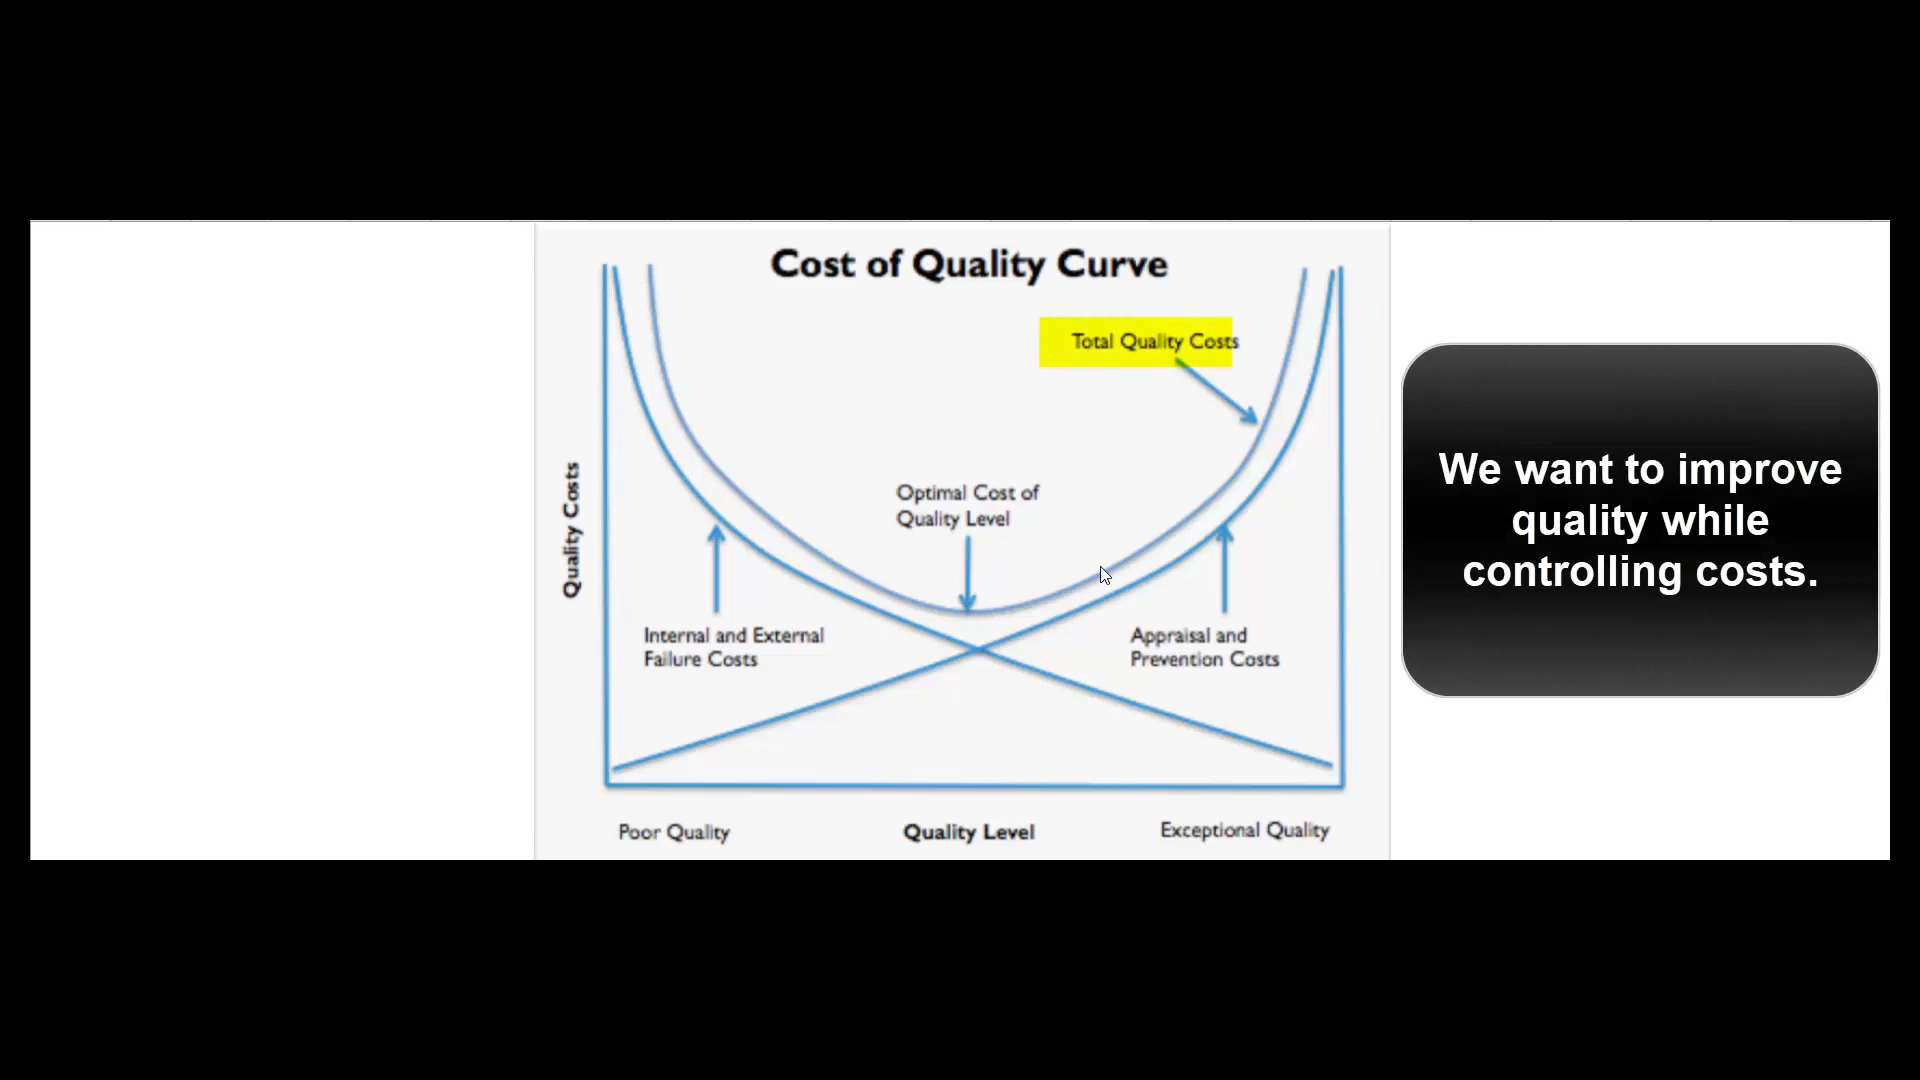 Cost of Quality Curve
Total Quality Costs
Optimal Cost of
Quality Level
Quality Costs
Internal and External
Failure Costs
Appraisal and
Prevention Costs
Poor Quality
Quality Level
Exceptional Quality
We want to improve
quality while
controlling costs.